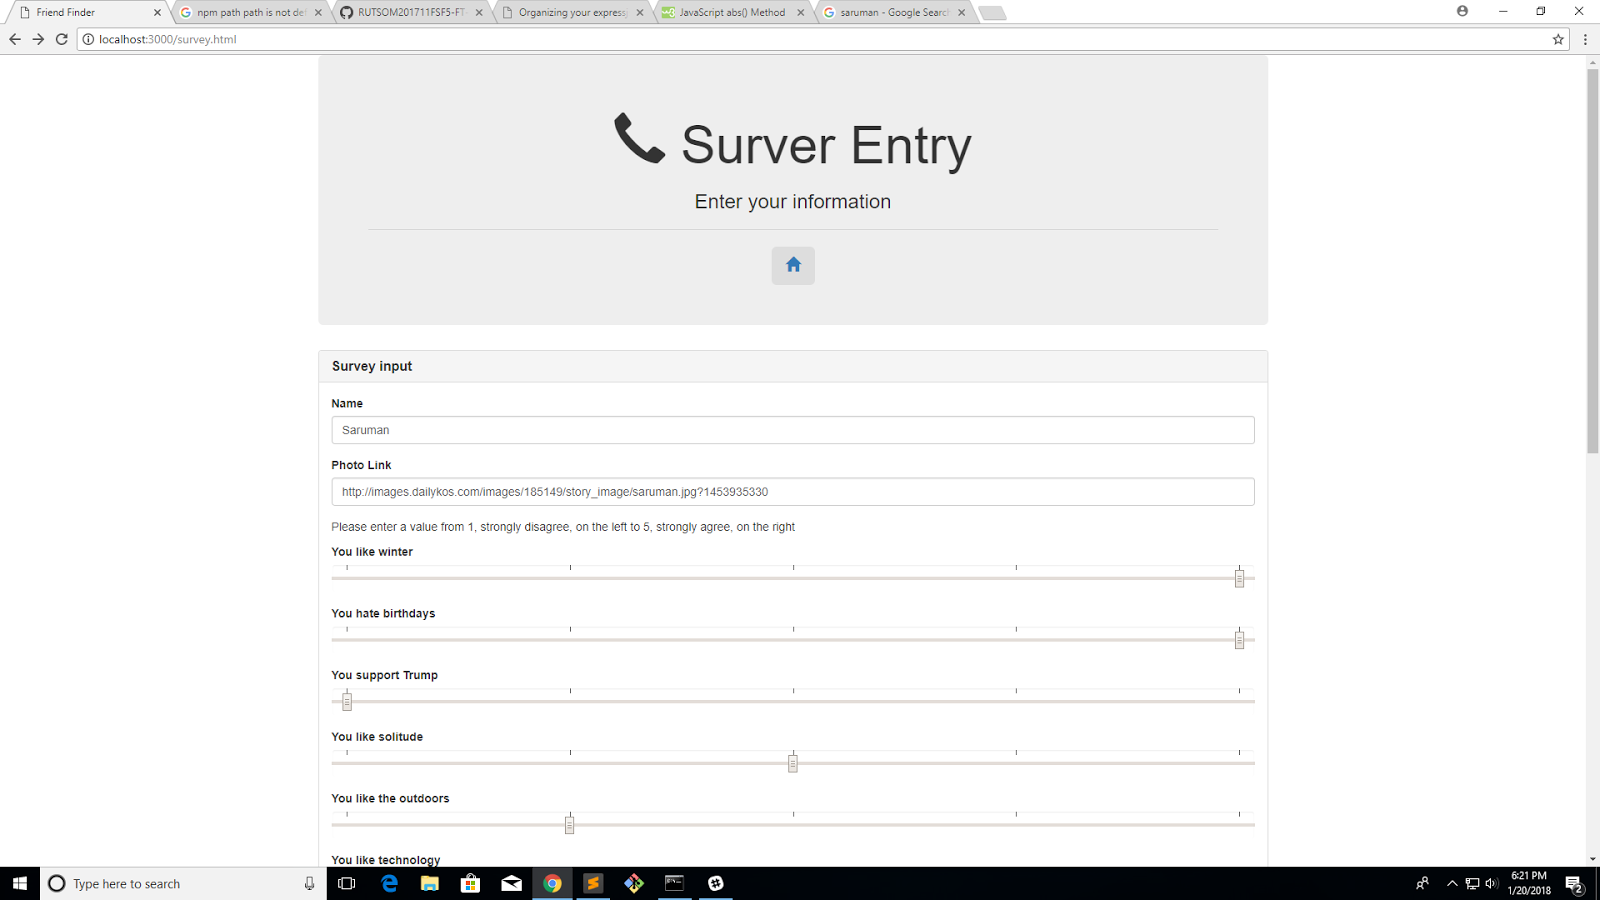 Friend Finder
npm path path is not def
RUTSOM201711FSF5-FT-
Organizing your express
w3
JavaScript abs() Method
saruman - Google Search
localhost:3000/survey.html
Surver Entry
Enter your information
Survey input
Name
Saruman
Photo Link
http://images.dailykos.com/images/185149/story_image/saruman.jpg?1453935330
Please enter a value from 1, strongly disagree, on the left to 5, strongly agree, on the right
You like winter
You hate birthdays
You support Trump
You like solitude
You like the outdoors
You like technology
Type here to search
6:21 PM
1/20/2018
2